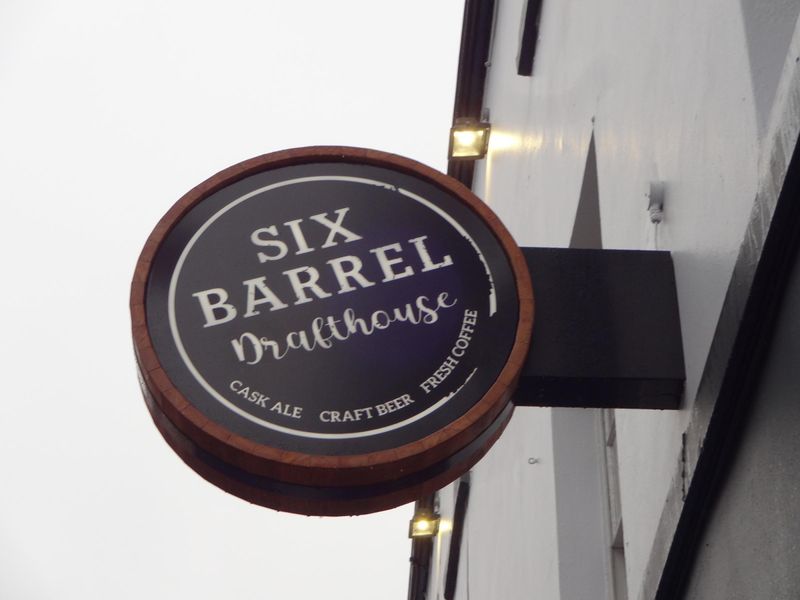 SIX
BARREL
Drafthouse
CASK ALE CRAFT BEER FRESH COFFEE